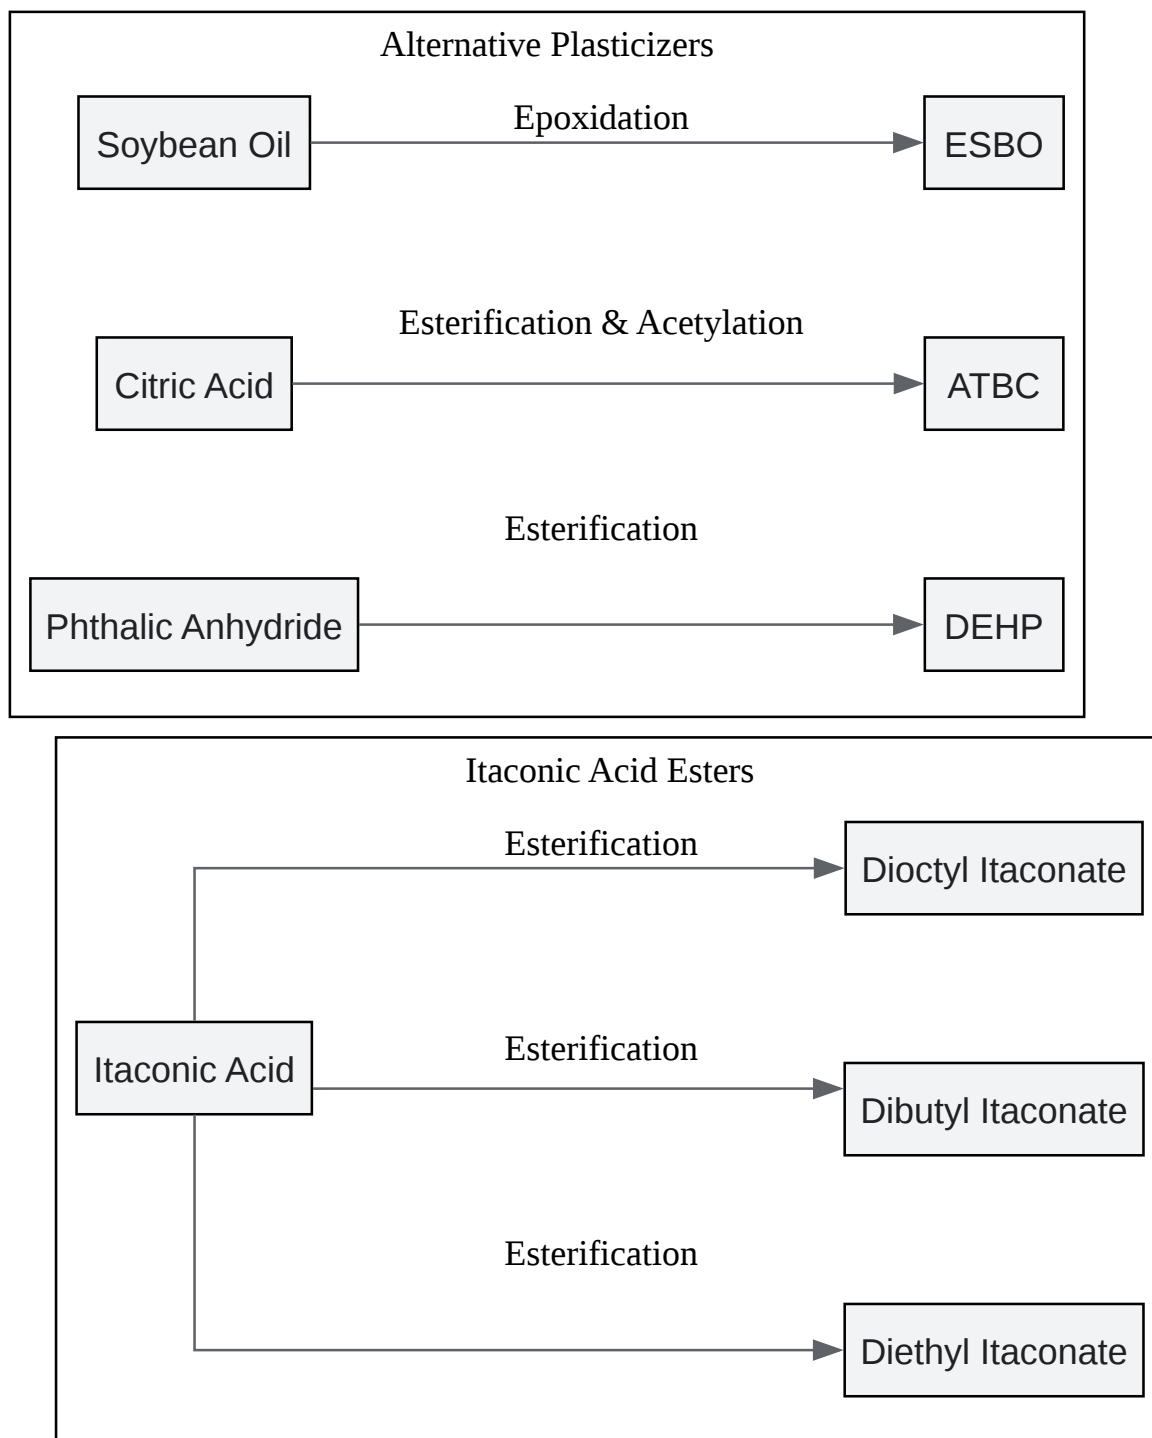 Alternative Plasticizers
Epoxidation
Soybean Oil
ESBO
Esterification & Acetylation
Citric Acid
ATBC
Esterification
Phthalic Anhydride
DEHP
Itaconic Acid Esters
Esterification
Dioctyl Itaconate
Itaconic Acid
Esterification
Dibutyl Itaconate
Esterification
Diethyl Itaconate